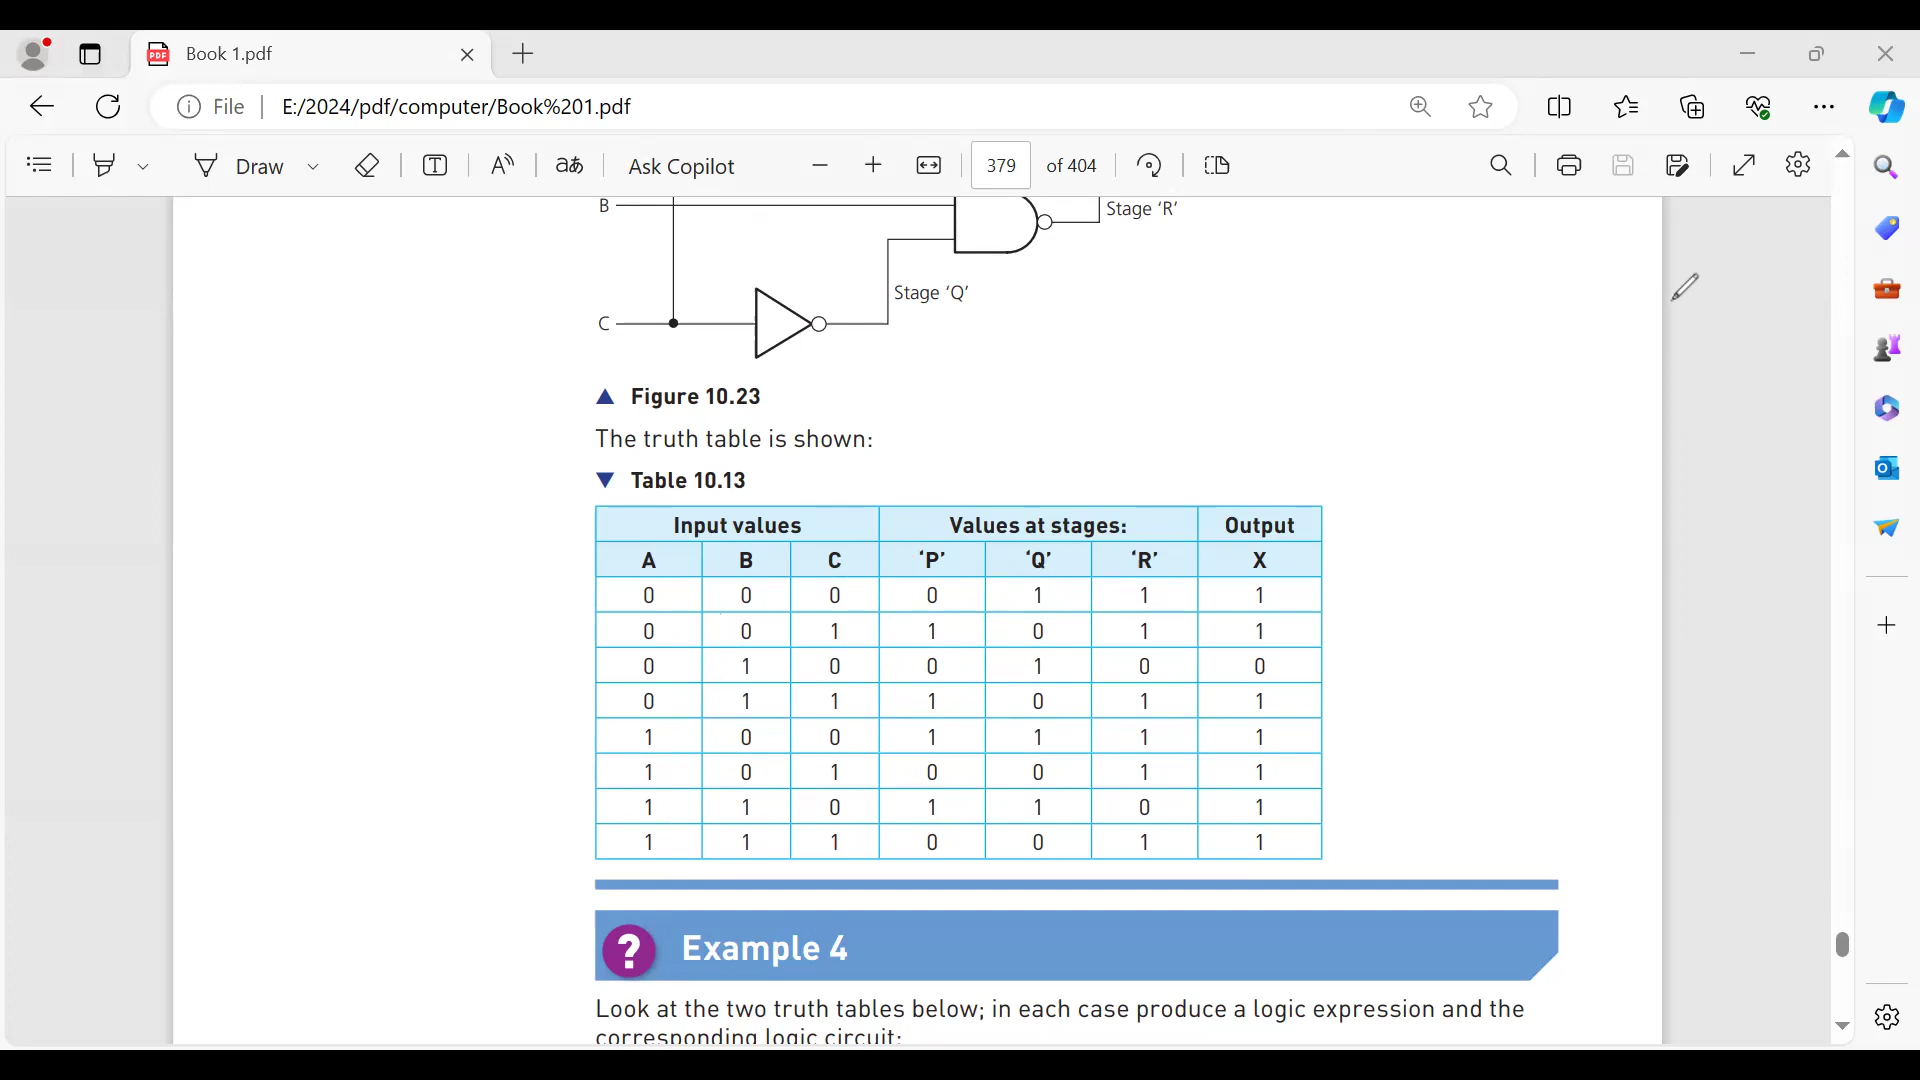 Book 1.pdf
File
E:/2024/pdf/computer/Book%201.pdf
Draw
aあ
Ask Copilot
379 of 404
B
Stage ‘R’
Stage ‘Q’
C
▲ Figure 10.23
The truth table is shown:
▼ Table 10.13
Input values Values at stages: Output
A B C ‘P’ ‘Q’ ‘R’ X
0 0 0 0 1 1 1
0 0 1 1 0 1 1
0 1 0 0 1 0 0
0 1 1 1 0 1 1
1 0 0 1 1 1 1
1 0 1 0 0 1 1
1 1 0 1 1 0 1
1 1 1 0 0 1 1
? Example 4
Look at the two truth tables below; in each case produce a logic expression and the
corresponding logic circuit: